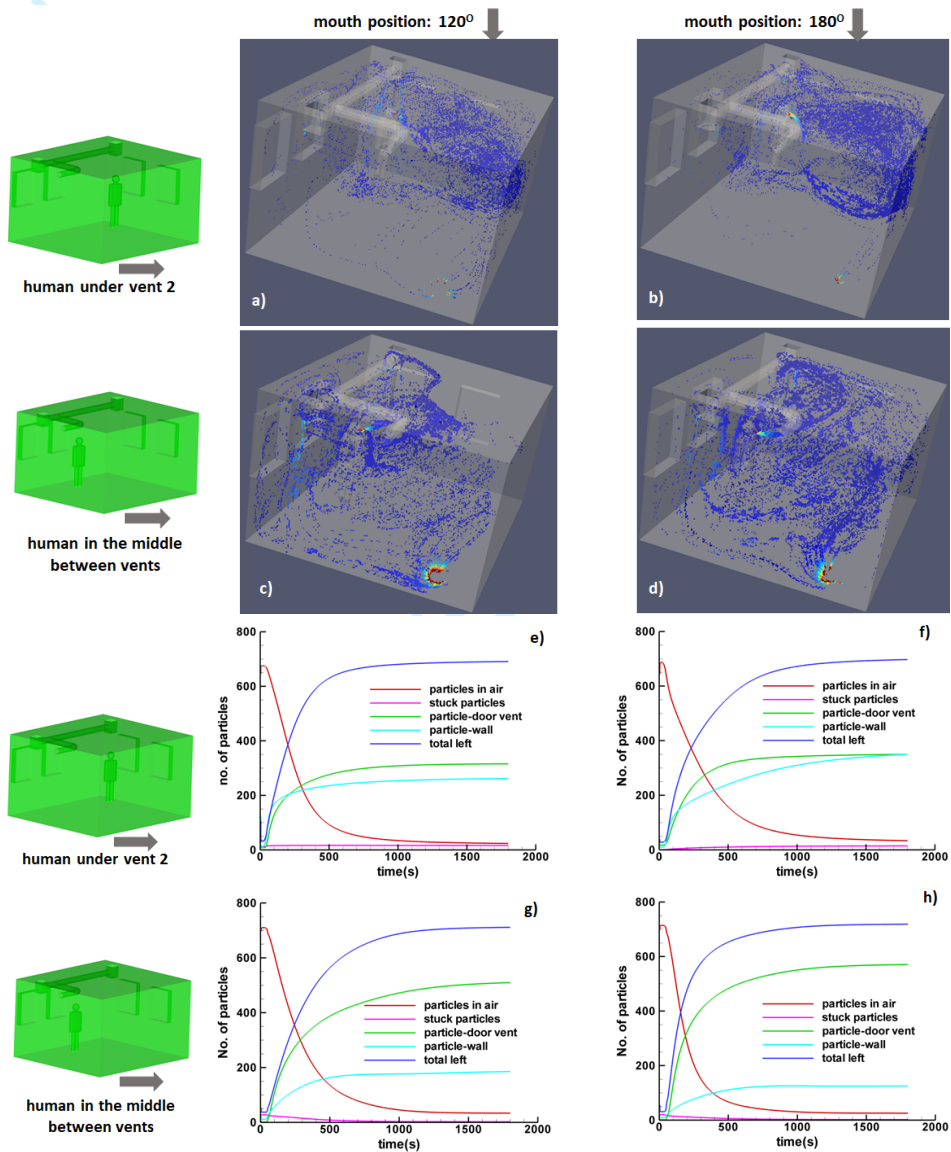 mouth position: 120⁰
mouth position: 180⁰
human under vent 2
a)
b)
human in the middle
between vents
c)
d)
human under vent 2
e)
no. of particles
800
600
400
200
0
particles in air
stuck particles
particle-door vent
particle-wall
total left
0
500
1000
1500
2000
time(s)
f)
No. of particles
800
600
400
200
0
particles in air
stuck particles
particle-door vent
particle-wall
total left
0
500
1000
1500
2000
time(s)
human in the middle
between vents
g)
No. of particles
800
600
400
200
0
particles in air
stuck particles
particle-door vent
particle-wall
total left
0
500
1000
1500
2000
time(s)
h)
No. of particles
800
600
400
200
0
particles in air
stuck particles
particle-door vent
particle-wall
total left
0
500
1000
1500
2000
time(s)